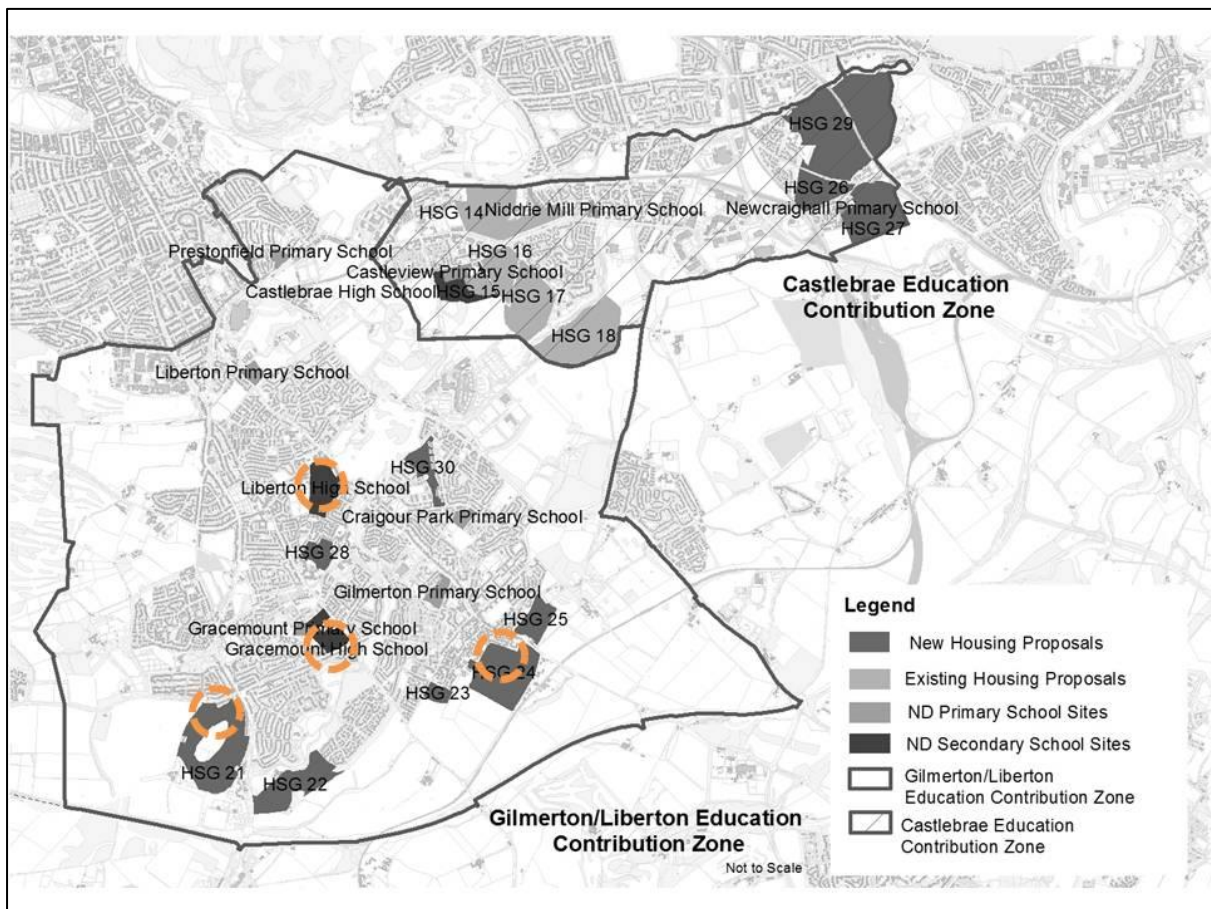 HSG 29
HSG 14
Niddrie Mill Primary School
HSG 26
Newcraighall Primary School
HSG 27
Prestonfield Primary School
HSG 16
Castleview Primary School
Castlebrae High School
HSG 15
HSG 17
Castlebrae Education
Contribution Zone
HSG 18
Liberton Primary School
HSG 30
Liberton High School
Craigour Park Primary School
HSG 28
Gilmerton Primary School
HSG 25
Gracemount Primary School
Gracemount High School
HSG 24
HSG 23
HSG 21
HSG 22
Gilmerton/Liberton Education
Contribution Zone
Not to Scale
Legend
New Housing Proposals
Existing Housing Proposals
ND Primary School Sites
ND Secondary School Sites
Gilmerton/Liberton
Education Contribution Zone
Castlebrae Education
Contribution Zone